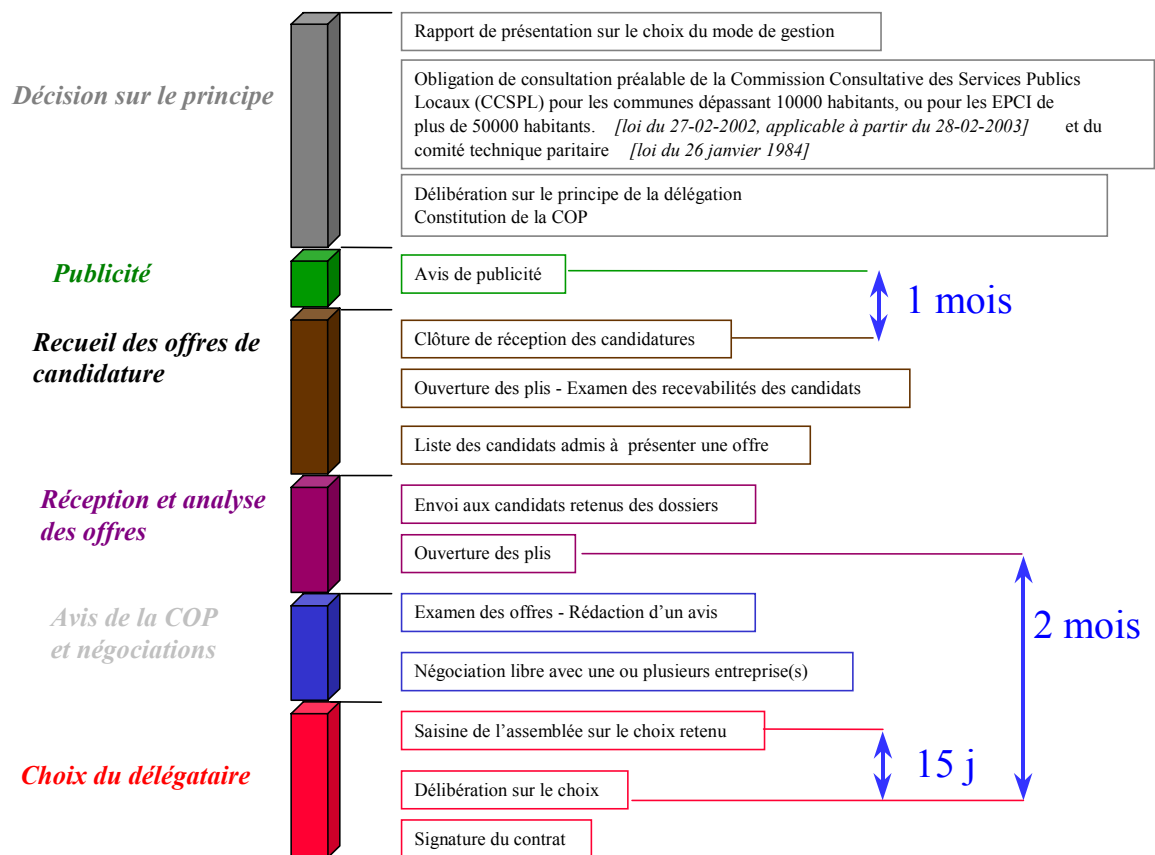 Décision sur le principe
Rapport de présentation sur le choix du mode de gestion
Obligation de consultation préalable de la Commission Consultative des Services Publics
Locaux (CCSPL) pour les communes dépassant 10000 habitants, ou pour les EPCI de
plus de 50000 habitants. [loi du 27-02-2002, applicable à partir du 28-02-2003] et du
comité technique paritaire [loi du 26 janvier 1984]
Délibération sur le principe de la délégation
Constitution de la COP
Publicité
Avis de publicité
1 mois
Recueil des offres de
candidature
Clôture de réception des candidatures
Ouverture des plis - Examen des recevabilités des candidats
Liste des candidats admis à présenter une offre
Réception et analyse
des offres
Envoi aux candidats retenus des dossiers
Ouverture des plis
2 mois
Avis de la COP
et négociations
Examen des offres - Rédaction d'un avis
Négociation libre avec une ou plusieurs entreprise(s)
Choix du délégataire
Saisine de l'assemblée sur le choix retenu
15 j
Délibération sur le choix
Signature du contrat